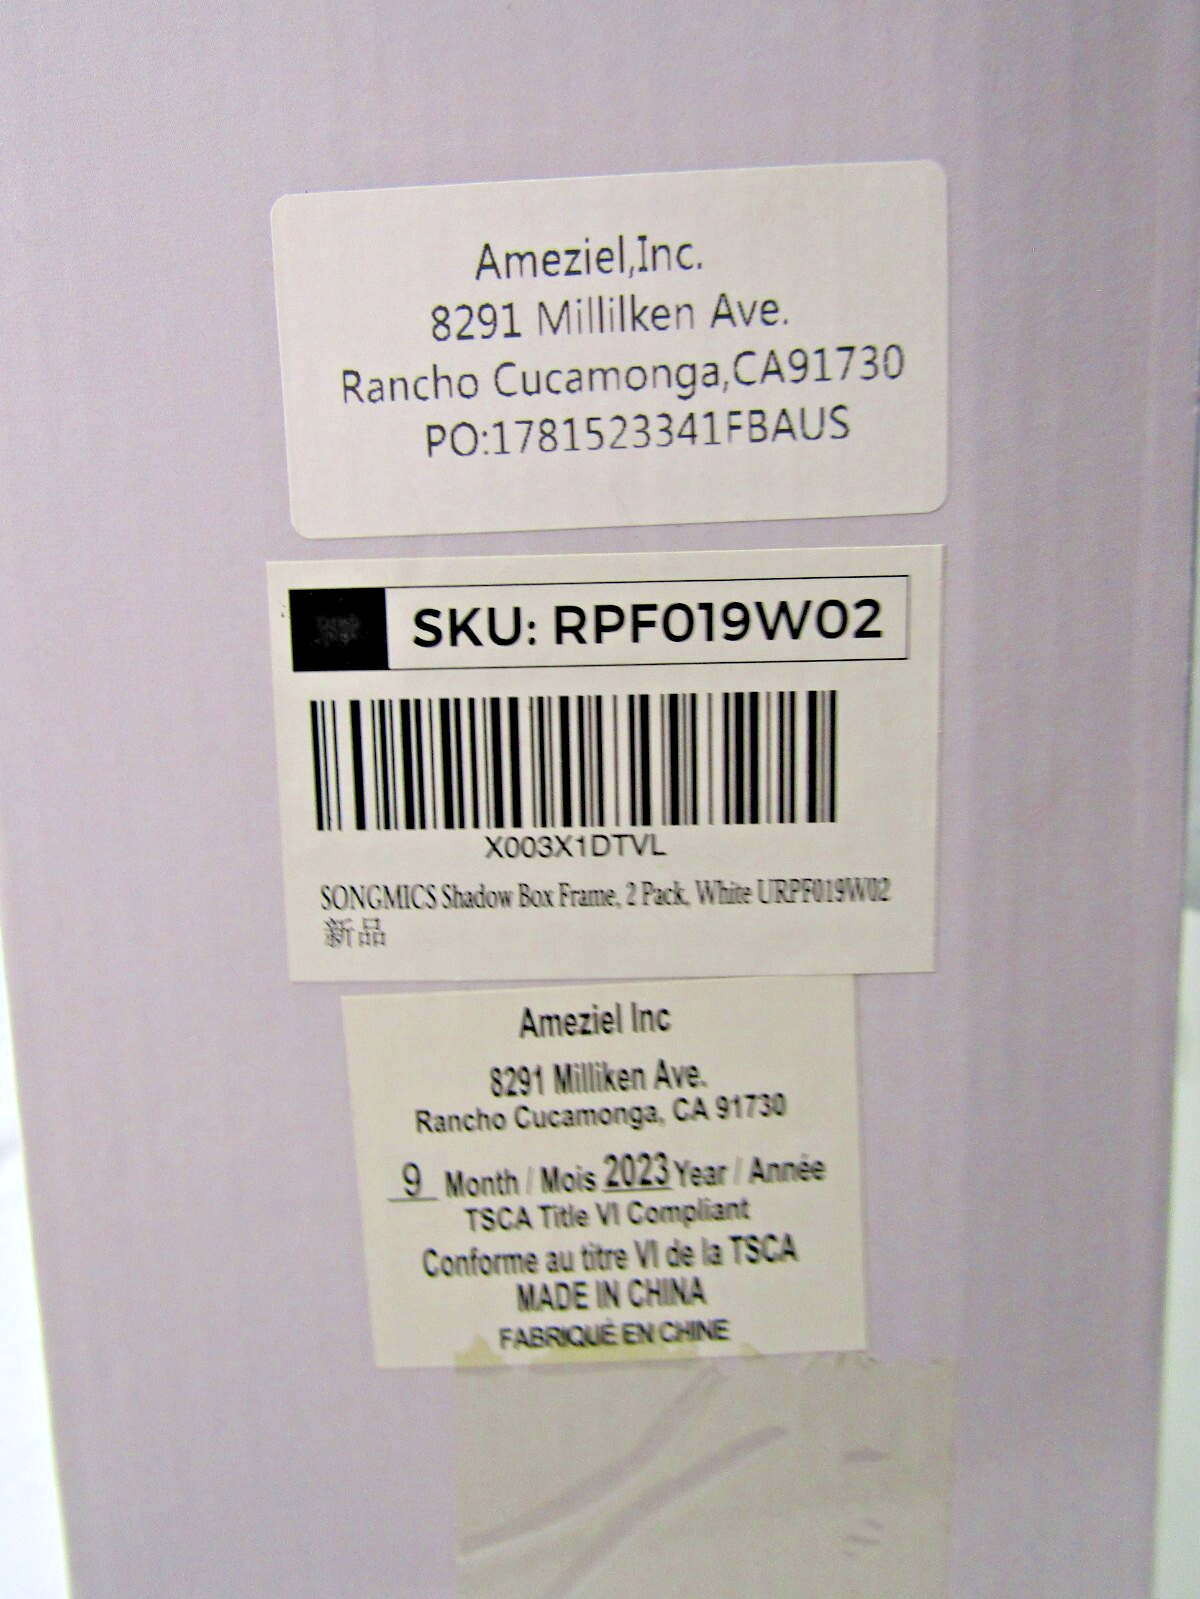 Ameziel,Inc.
8291 Millilken Ave.
Rancho Cucamonga,CA91730
PO:1781523341FBAUS
SKU: RPF019W02
X003X1DTVL
SONGMICS Shadow Box Frame, 2 Pack, White URPF019W02
新品
Ameziel Inc
8291 Milliken Ave.
Rancho Cucamonga, CA 91730
9 Month / Mois 2023 Year / Année
TSCA Title VI Compliant
Conforme au titre VI de la TSCA
MADE IN CHINA
FABRIQUÉ EN CHINE